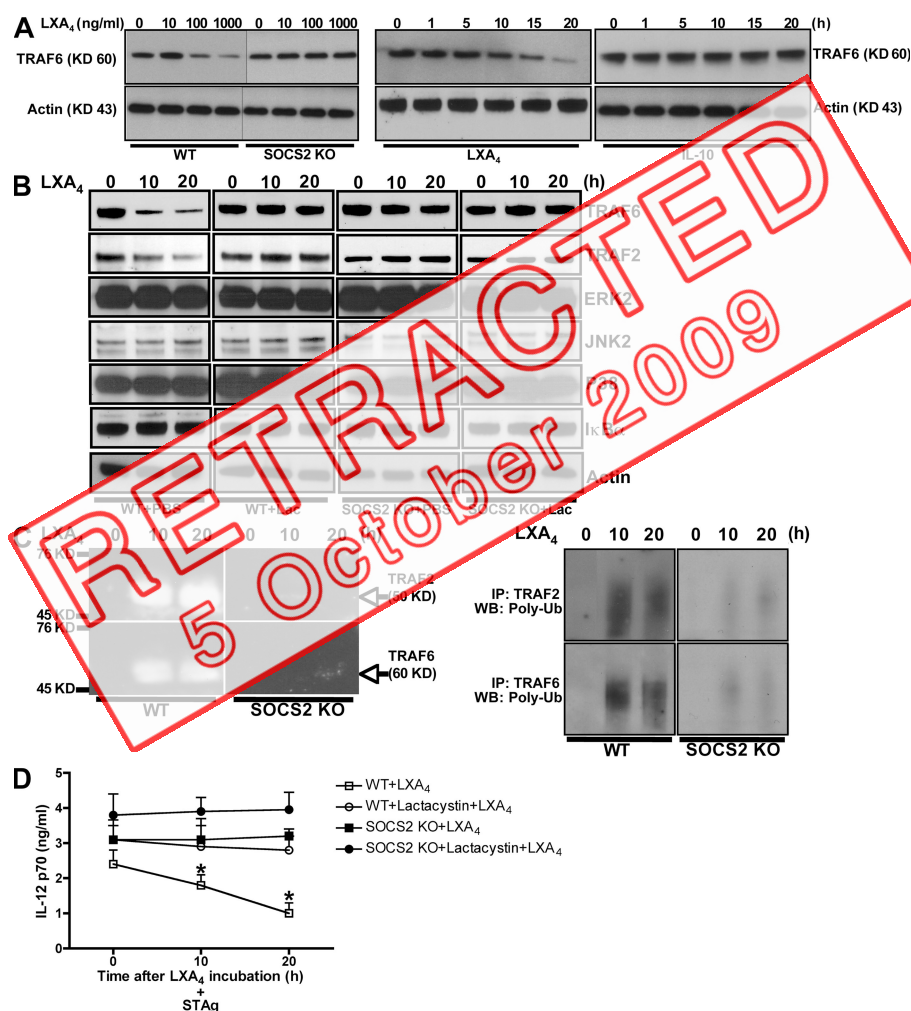 A
LXA4 (ng/ml) 0 10 100 1000 0 10 100 1000 0 1 5 10 15 20 0 1 5 10 15 20 (h)
TRAF6 (KD 60) TRAF6 (KD 60)
Actin (KD 43) Actin (KD 43)
WT SOCS2 KO LXA4 IL-10
B
LXA4 0 10 20 0 10 20 0 10 20 0 10 20 (h)
TRAF6
TRAF2
ERK2
JNK2
P38
IκBα
Actin
WT+PBS WT+Lac SOCS2 KO+PBS SOCS2 KO+Lac
RETRACTED
5 October 2009
C
LXA4 0 10 20 0 10 20 (h)
76 KD
TRAF2
(50 KD)
45 KD
76 KD
TRAF6
(60 KD)
45 KD
WT SOCS2 KO
LXA4 0 10 20 0 10 20 (h)
IP: TRAF2
WB: Poly-Ub
IP: TRAF6
WB: Poly-Ub
WT SOCS2 KO
D
5
4
3
2
1
0
IL-12 p70 (ng/ml)
* *
0 10 20
Time after LXA4 incubation (h)
+
STAg
WT+LXA4
WT+Lactacystin+LXA4
SOCS2 KO+LXA4
SOCS2 KO+Lactacystin+LXA4